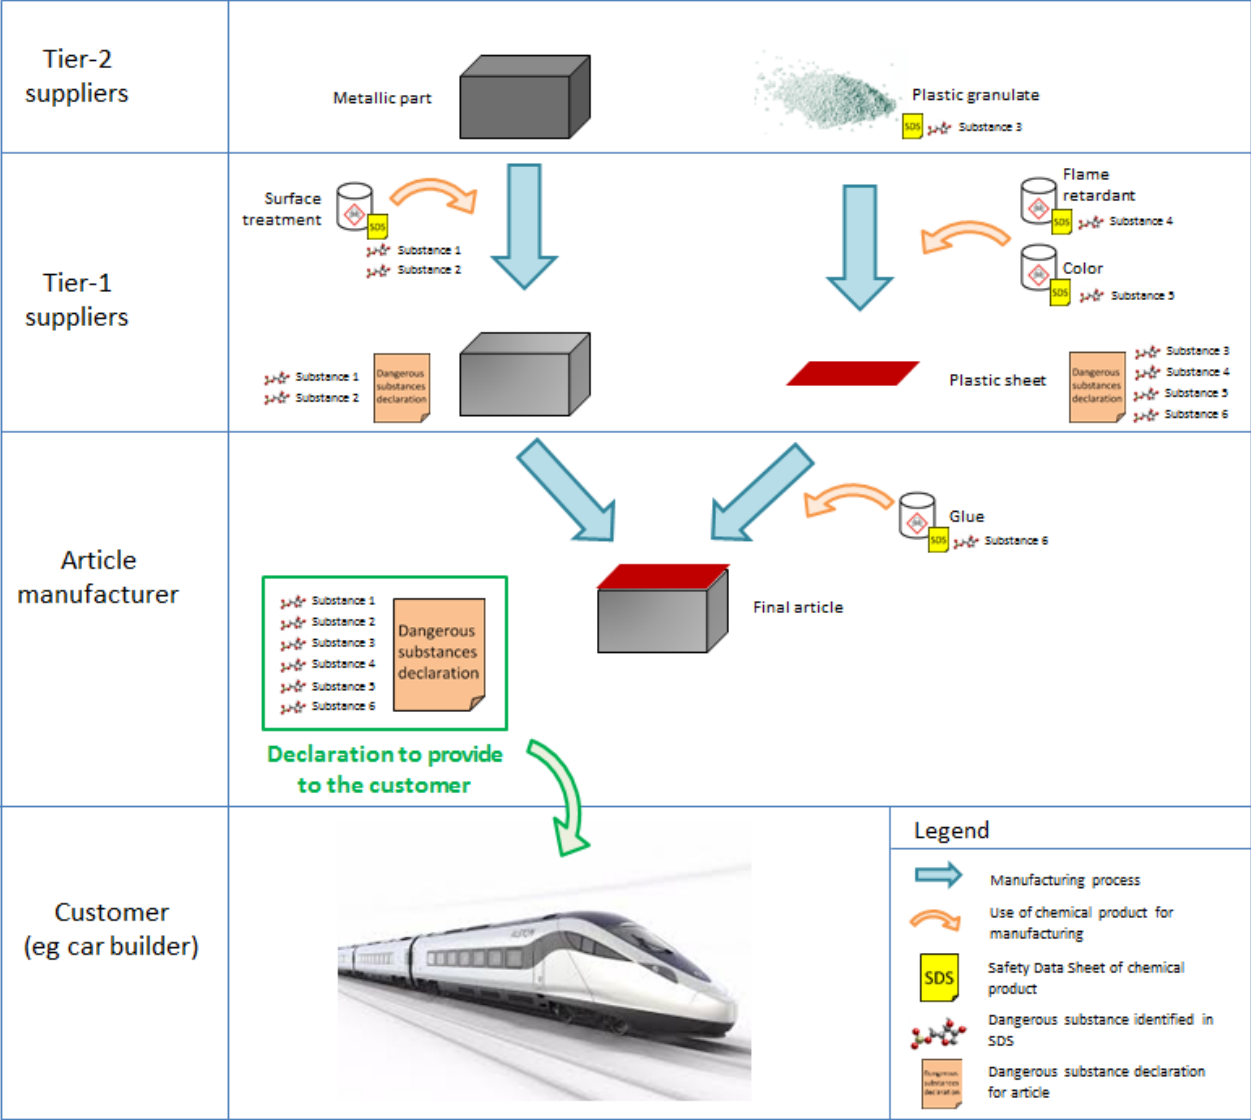 Tier-2
suppliers
Metallic part
Plastic granulate
SDS
Substance 3
Tier-1
suppliers
Surface
treatment
SDS
Substance 1
Substance 2
Flame
retardant
SDS
Substance 4
Color
SDS
Substance 5
Substance 1
Substance 2
Dangerous
substances
declaration
Plastic sheet
Dangerous
substances
declaration
Substance 3
Substance 4
Substance 5
Substance 6
Article
manufacturer
Glue
SDS
Substance 6
Final article
Substance 1
Substance 2
Substance 3
Substance 4
Substance 5
Substance 6
Dangerous
substances
declaration
Declaration to provide
to the customer
Customer
(eg car builder)
ALSTOM
Legend
Manufacturing process
Use of chemical product for
manufacturing
SDS
Safety Data Sheet of chemical
product
Dangerous substance identified in
SDS
Dangerous
substances
declaration
Dangerous substance declaration
for article